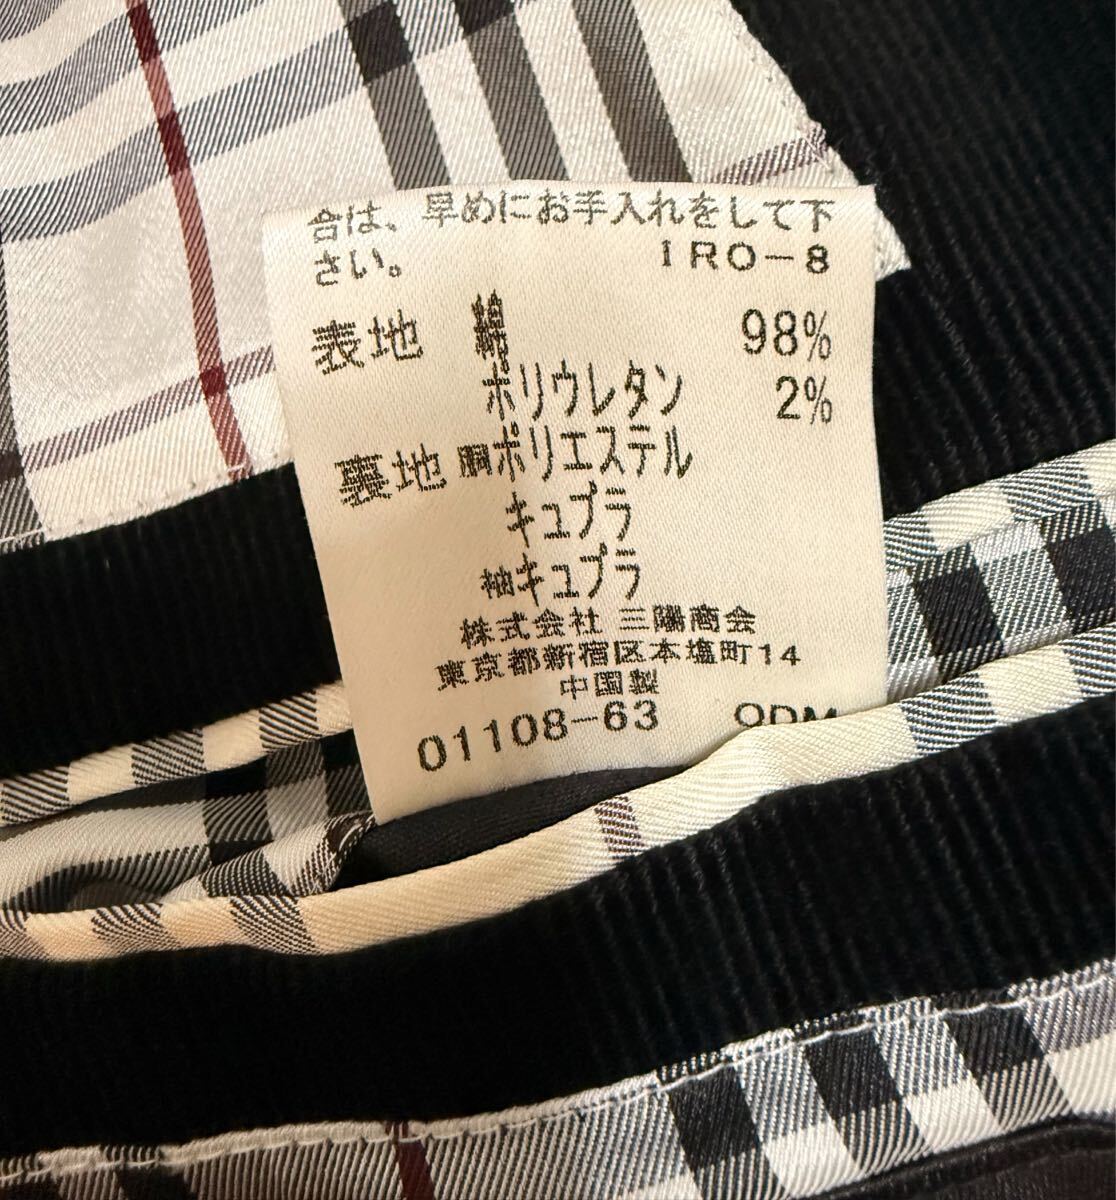 合は、早めにお手入れをして下
さい。 IRO-8
表地 綿 98%
ポリウレタン 2%
裏地 胴ポリエステル
キュプラ
袖キュプラ
株式会社 三陽商会
東京都新宿区本塩町14
中国製
01108-63 ODM